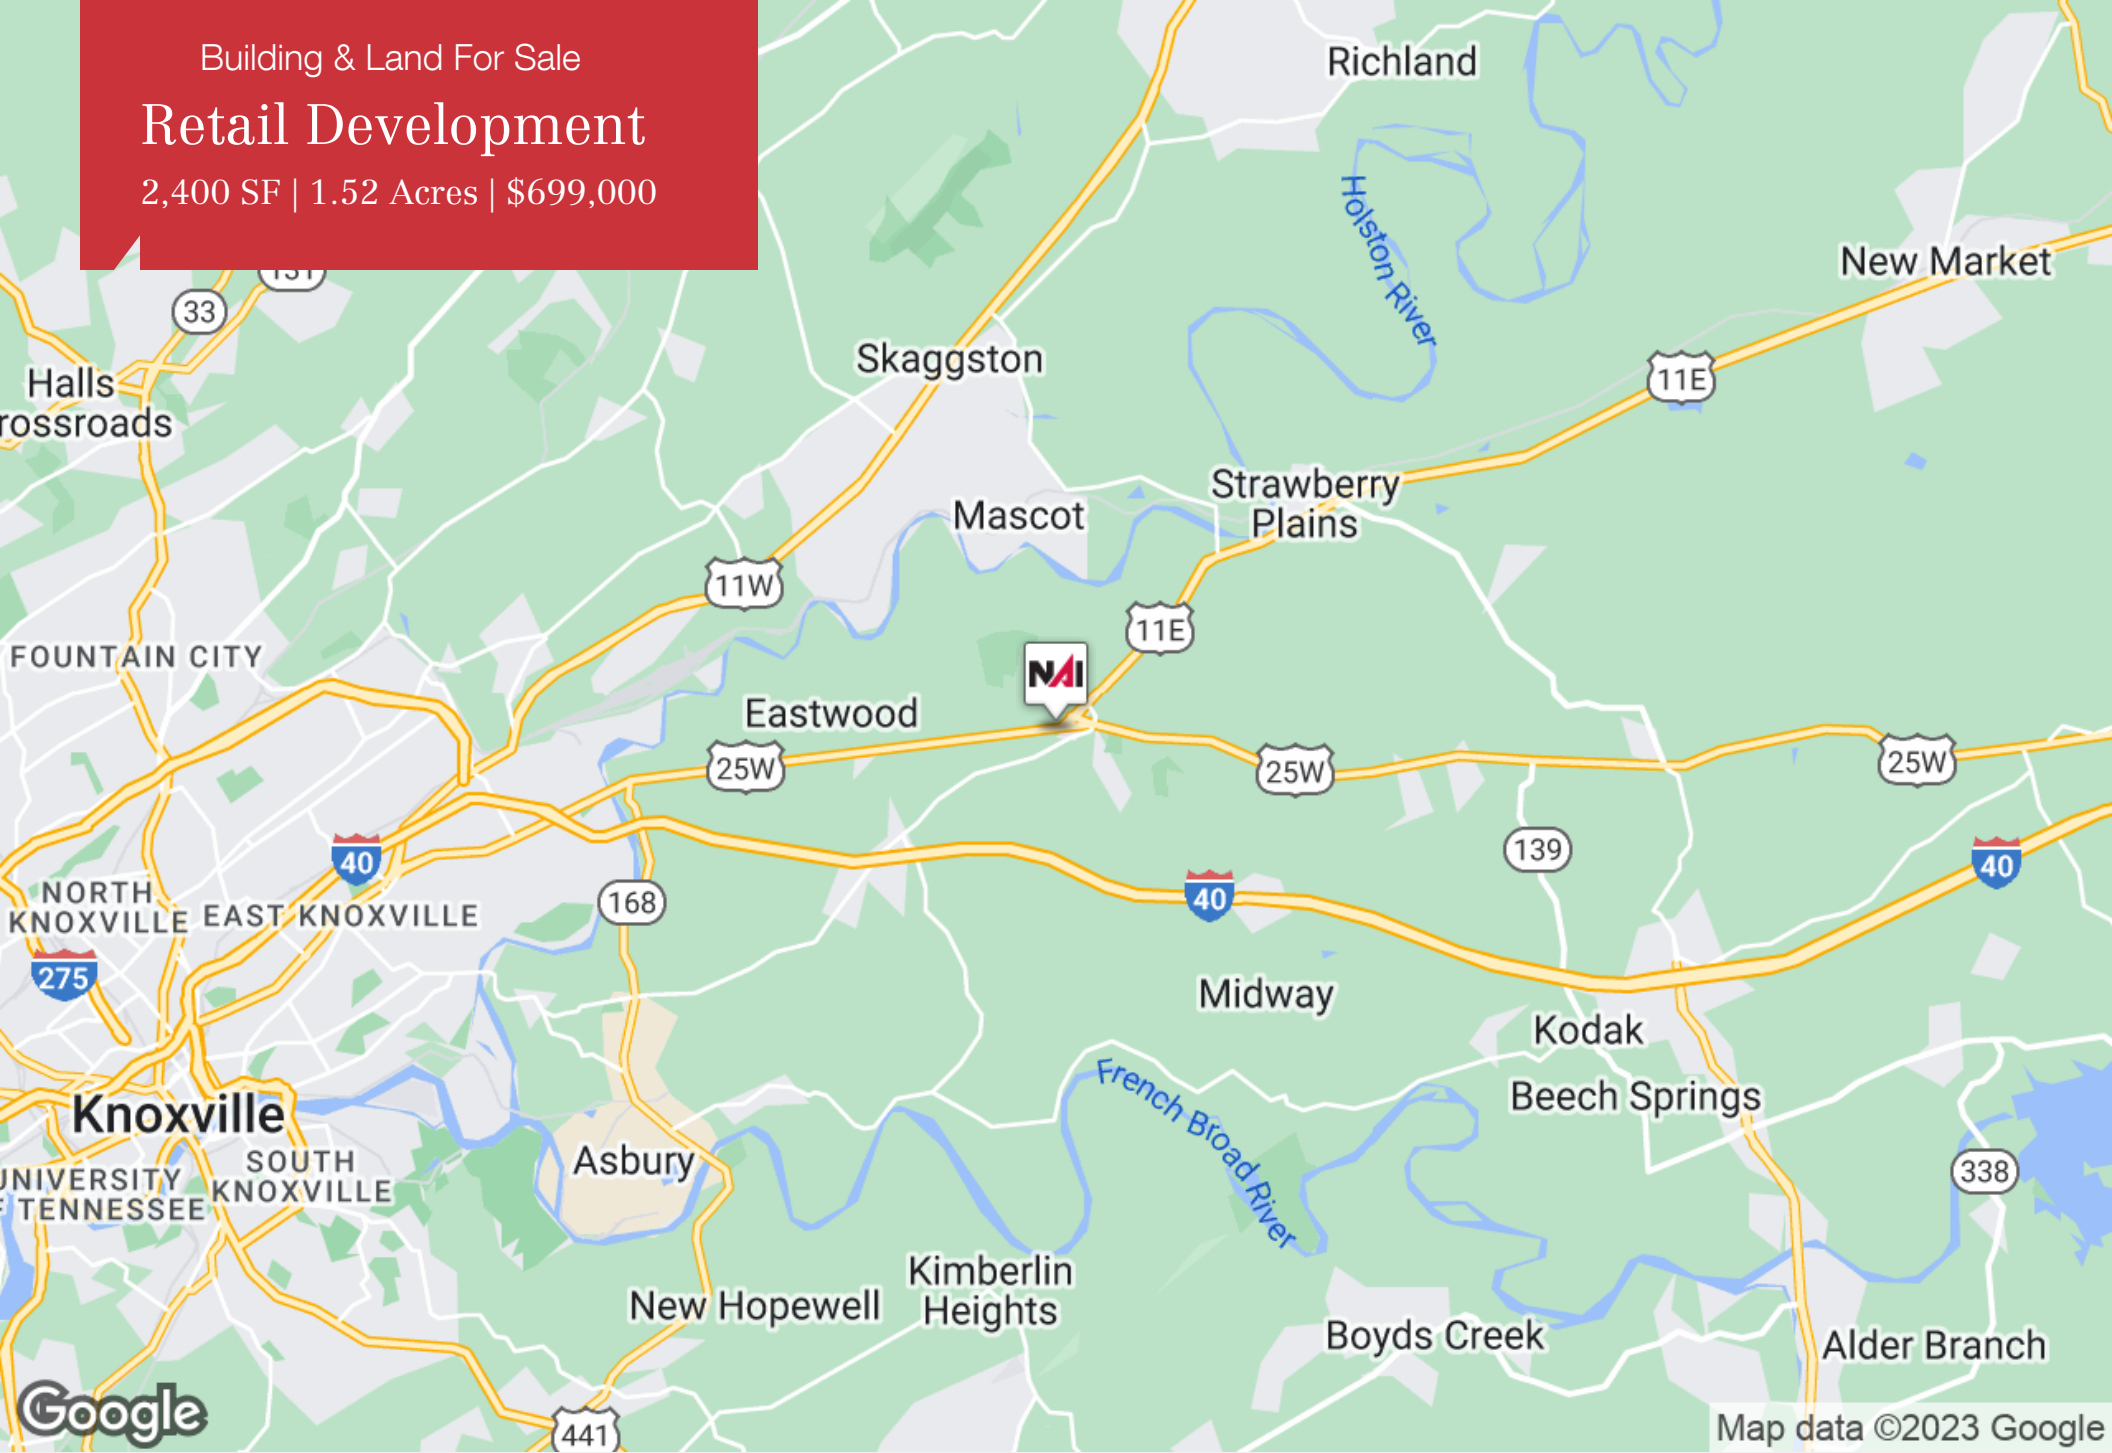 Building & Land For Sale
Retail Development
2,400 SF | 1.52 Acres | $699,000
Richland
Holston River
New Market
131
33
Skaggston
11E
Halls
rossroads
Strawberry
Plains
Mascot
11W
11E
FOUNTAIN CITY
NAI
Eastwood
25W
25W
25W
40
139
40
40
NORTH
KNOXVILLE
EAST KNOXVILLE
168
275
Midway
Kodak
French Broad River
Beech Springs
Knoxville
Asbury
SOUTH
KNOXVILLE
UNIVERSITY
F TENNESSEE
338
Kimberlin
Heights
New Hopewell
Boyds Creek
Alder Branch
Google
441
Map data ©2023 Google